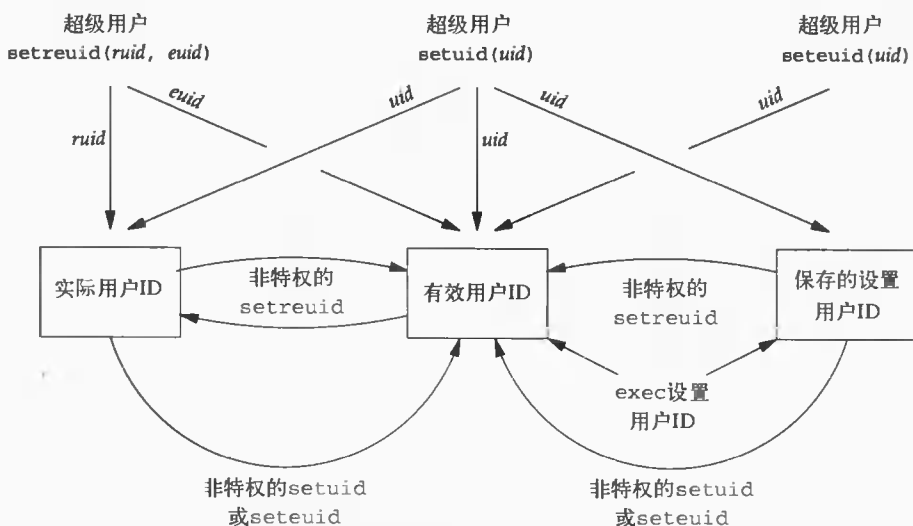 超级用户
setreuid(ruid, euid)
超级用户
setuid(uid)
超级用户
seteuid(uid)
euid
uid
uid
uid
ruid
uid
实际用户ID
非特权的
setreuid
有效用户ID
非特权的
setreuid
保存的设置
用户ID
exec设置
用户ID
非特权的setuid
或seteuid
非特权的setuid
或seteuid